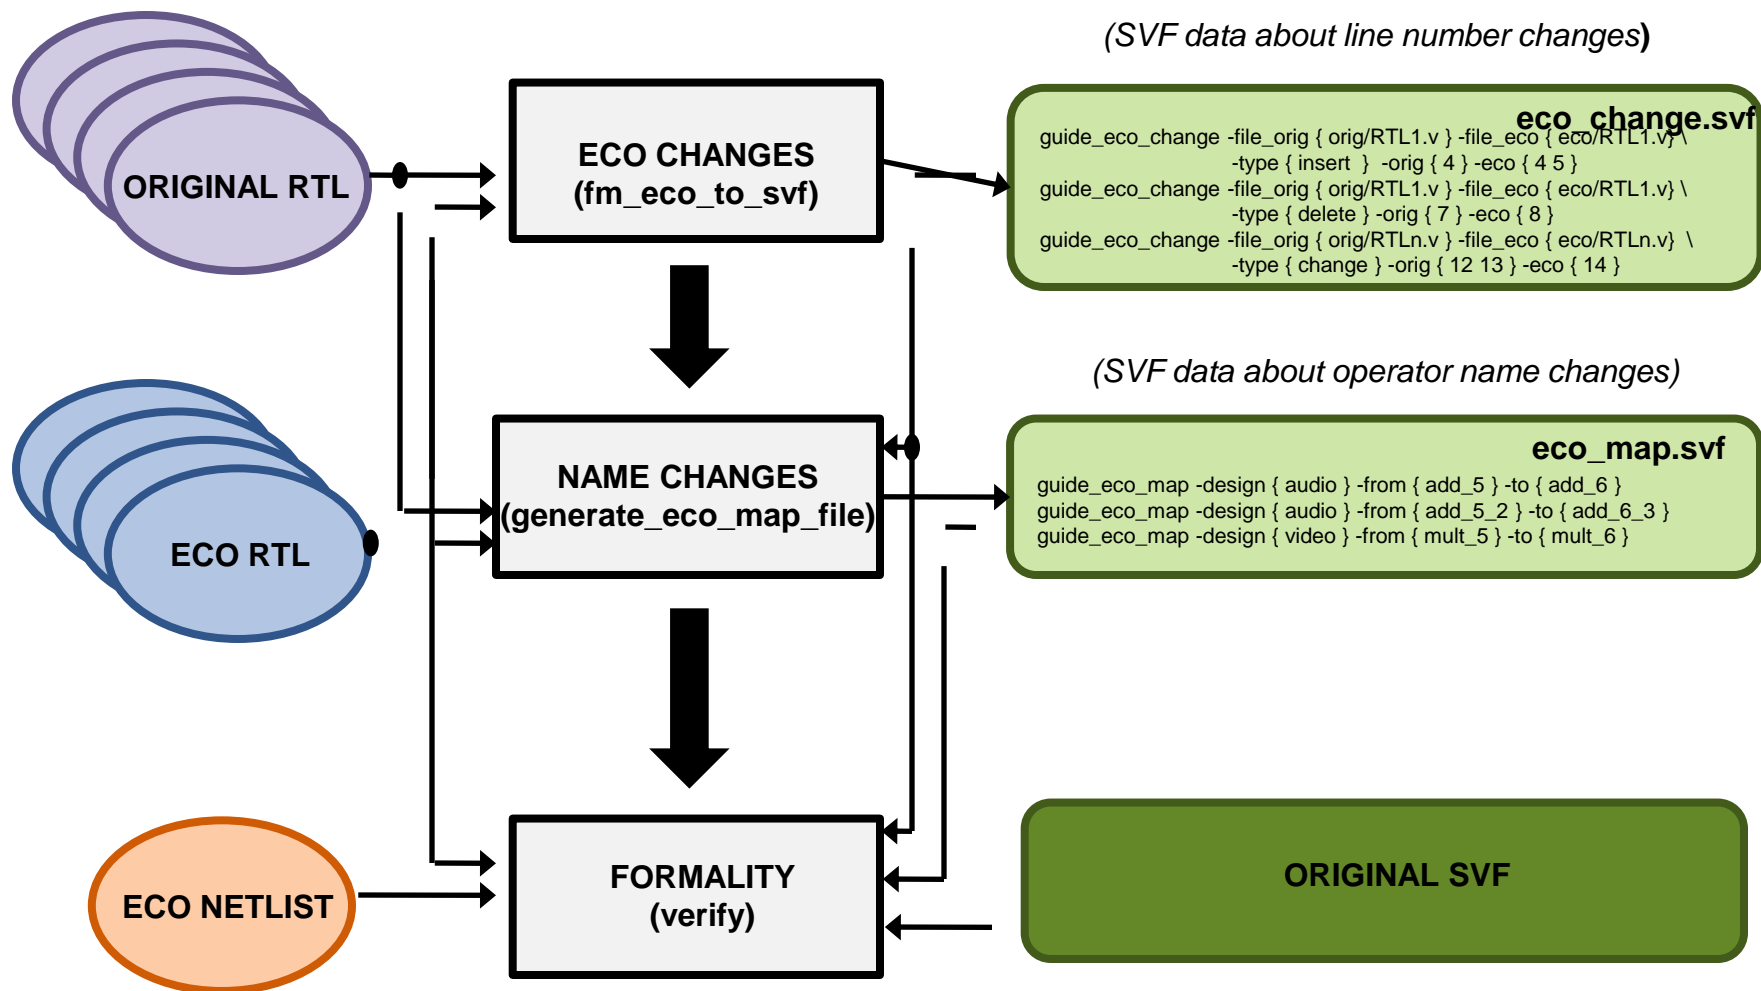 (SVF data about line number changes)
ORIGINAL RTL
ECO CHANGES
(fm_eco_to_svf)
eco_change.svf
guide_eco_change -file_orig { orig/RTL1.v } -file_eco { eco/RTL1.v} \
-type { insert } -orig { 4 } -eco { 4 5 }
guide_eco_change -file_orig { orig/RTL1.v } -file_eco { eco/RTL1.v}
-type { delete } -orig { 7 } -eco { 8 }
guide_eco_change -file_orig { orig/RTLn.v } -file_eco { eco/RTLn.v} \
-type { change } -orig { 12 13 } -eco { 14 }
(SVF data about operator name changes)
ECO RTL
NAME CHANGES
(generate_eco_map_file)
eco_map.svf
guide_eco_map -design { audio } -from { add_5 } -to { add_6 }
guide_eco_map -design { audio } -from { add_5_2 } -to { add_6_3 }
guide_eco_map -design { video } -from { mult_5 } -to { mult_6 }
ECO NETLIST
FORMALITY
(verify)
ORIGINAL SVF